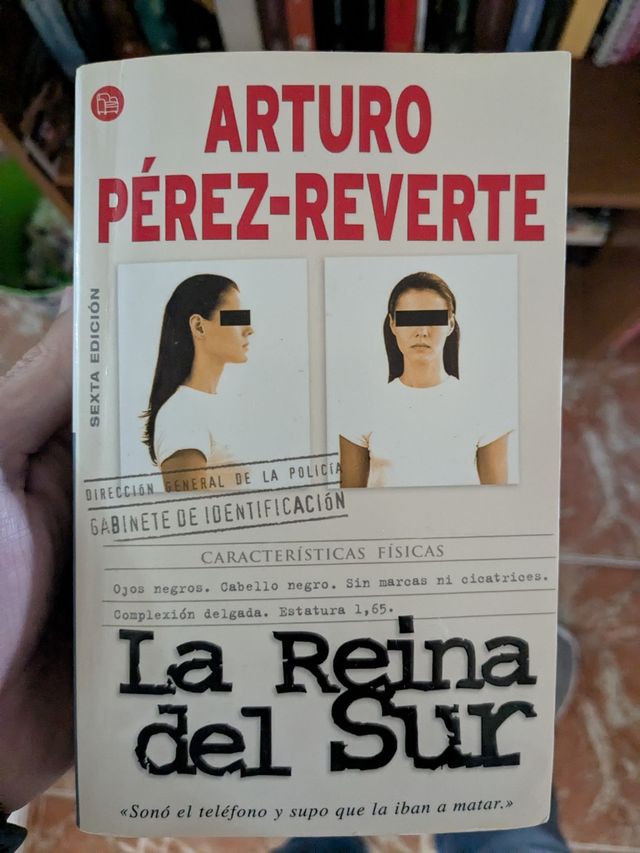 ARTURO
PÉREZ-REVERTE
SEXTA EDICIÓN
DIRECCIÓN GENERAL DE LA POLICÍA
GABINETE DE IDENTIFICACIÓN
CARACTERÍSTICAS FÍSICAS
Ojos negros. Cabello negro. Sin marcas ni cicatrices.
Complexión delgada. Estatura 1,65.
La Reina
del Sur
«Sonó el teléfono y supo que la iban a matar.»